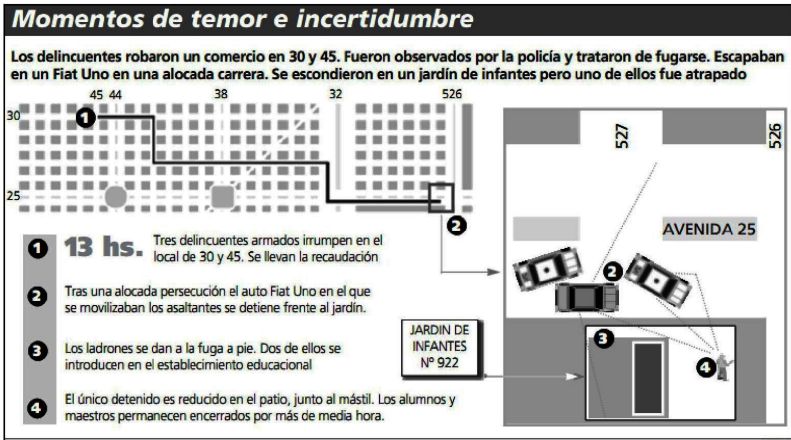 Momentos de temor e incertidumbre
Los delincuentes robaron un comercio en 30 y 45. Fueron observados por la policía y trataron de fugarse. Escapaban
en un Fiat Uno en una alocada carrera. Se escondieron en un jardín de infantes pero uno de ellos fue atrapado
45 44
38
32
526
30
1
25
2
527
526
AVENIDA 25
2
3
4
JARDIN DE
INFANTES
Nº 922
1 13 hs. Tres delincuentes armados irrumpen en el
local de 30 y 45. Se llevan la recaudación
2 Tras una alocada persecución el auto Fiat Uno en el que
se movilizaban los asaltantes se detiene frente al jardín.
3 Los ladrones se dan a la fuga a pie. Dos de ellos se
introducen en el establecimiento educacional
4 El único detenido es reducido en el patio, junto al mástil. Los alumnos y
maestros permanecen encerrados por más de media hora.